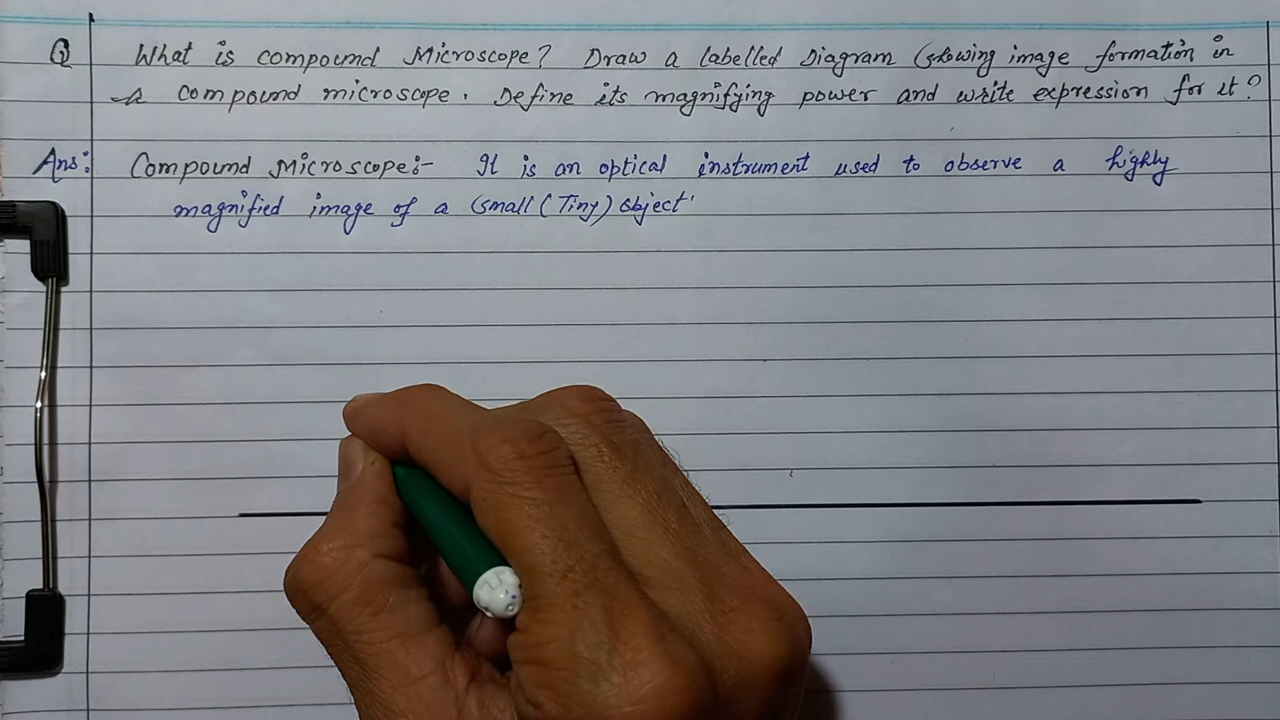 Q What is compound Microscope? Draw a labelled Diagram showing image formation in
a compound microscope. Define its magnifying power and write expression for it?
Ans: Compound Microscope:- It is an optical instrument used to observe a highly
magnified image of a small (Tiny) object.